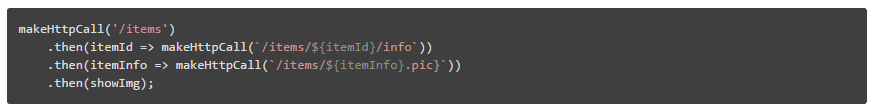 makeHttpCall('/items')
    .then(itemId => makeHttpCall(`/items/${itemId}/info`))
    .then(itemInfo => makeHttpCall(`/items/${itemInfo}.pic}`))
    .then(showImg);